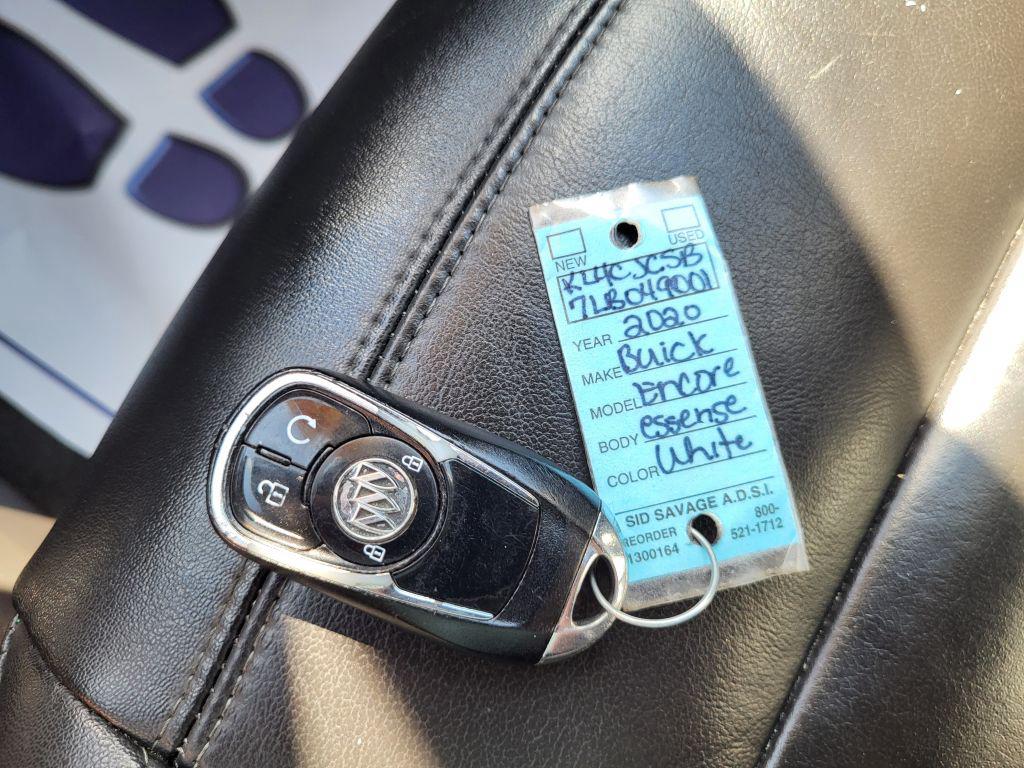 NEW USED
KL4CJCSB
7LB049001
YEAR 2020
MAKE Buick
MODEL Encore
BODY essense
COLOR White
SID SAVAGE A.D.S.I.
REORDER 800-
1300164 521-1712